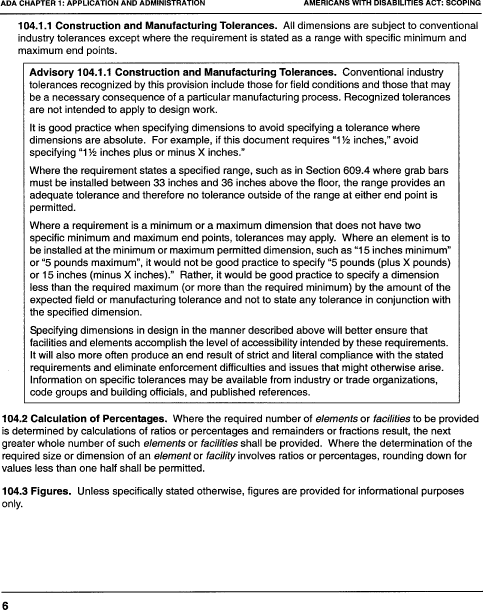 ADA CHAPTER 1: APPLICATION AND ADMINISTRATION AMERICANS WITH DISABILITIES ACT: SCOPING
104.1.1 Construction and Manufacturing Tolerances. All dimensions are subject to conventional
industry tolerances except where the requirement is stated as a range with specific minimum and
maximum end points.
Advisory 104.1.1 Construction and Manufacturing Tolerances. Conventional industry
tolerances recognized by this provision include those for field conditions and those that may
be a necessary consequence of a particular manufacturing process. Recognized tolerances
are not intended to apply to design work.
It is good practice when specifying dimensions to avoid specifying a tolerance where
dimensions are absolute. For example, if this document requires “1½ inches,” avoid
specifying “1½ inches plus or minus X inches.”
Where the requirement states a specified range, such as in Section 609.4 where grab bars
must be installed between 33 inches and 36 inches above the floor, the range provides an
adequate tolerance and therefore no tolerance outside of the range at either end point is
permitted.
Where a requirement is a minimum or a maximum dimension that does not have two
specific minimum and maximum end points, tolerances may apply. Where an element is to
be installed at the minimum or maximum permitted dimension, such as “15 inches minimum”
or “5 pounds maximum”, it would not be good practice to specify “5 pounds (plus X pounds)
or 15 inches (minus X inches).” Rather, it would be good practice to specify a dimension
less than the required maximum (or more than the required minimum) by the amount of the
expected field or manufacturing tolerance and not to state any tolerance in conjunction with
the specified dimension.
Specifying dimensions in design in the manner described above will better ensure that
facilities and elements accomplish the level of accessibility intended by these requirements.
It will also more often produce an end result of strict and literal compliance with the stated
requirements and eliminate enforcement difficulties and issues that might otherwise arise.
Information on specific tolerances may be available from industry or trade organizations,
code groups and building officials, and published references.
104.2 Calculation of Percentages. Where the required number of elements or facilities to be provided
is determined by calculations of ratios or percentages and remainders or fractions result, the next
greater whole number of such elements or facilities shall be provided. Where the determination of the
required size or dimension of an element or facility involves ratios or percentages, rounding down for
values less than one half shall be permitted.
104.3 Figures. Unless specifically stated otherwise, figures are provided for informational purposes
only.
6